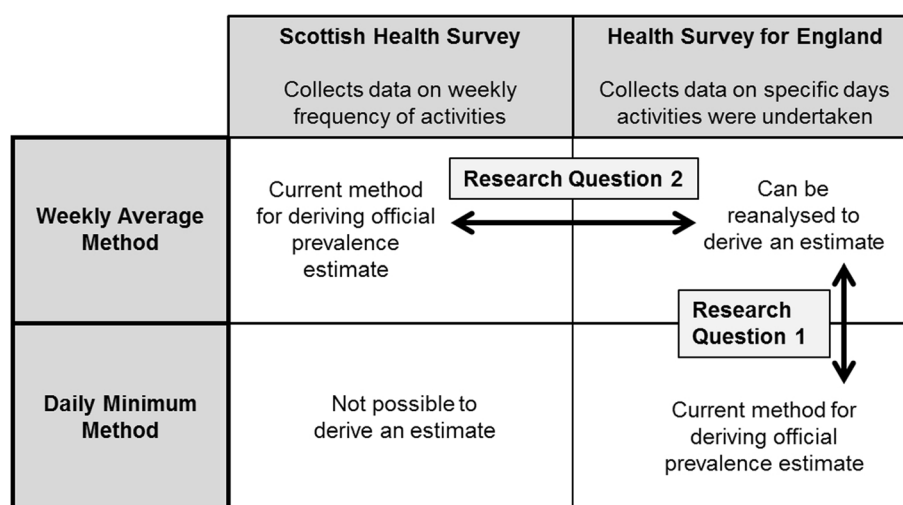 Scottish Health Survey
Collects data on weekly
frequency of activities
Health Survey for England
Collects data on specific days
activities were undertaken
Weekly Average
Method
Current method
for deriving official
prevalence
estimate
Research Question 2
Can be
reanalysed to
derive an estimate
Research
Question 1
Daily Minimum
Method
Not possible to
derive an estimate
Current method for
deriving official
prevalence estimate